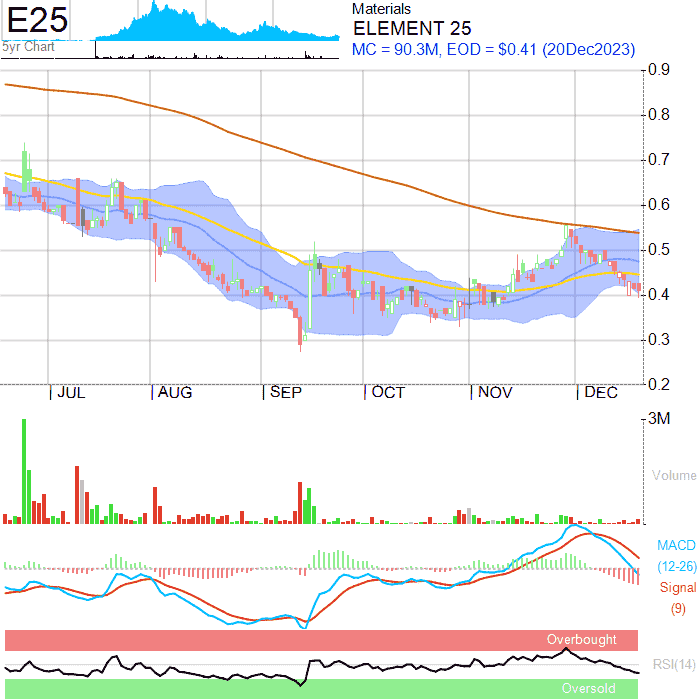 E25
5yr Chart
Materials
ELEMENT 25
MC = 90.3M, EOD = $0.41 (20Dec2023)
0.9
0.8
0.7
0.6
0.5
0.4
0.3
0.2
JUL AUG SEP OCT NOV DEC
3M
Volume
MACD
(12-26)
Signal
(9)
Overbought
RSI(14)
Oversold